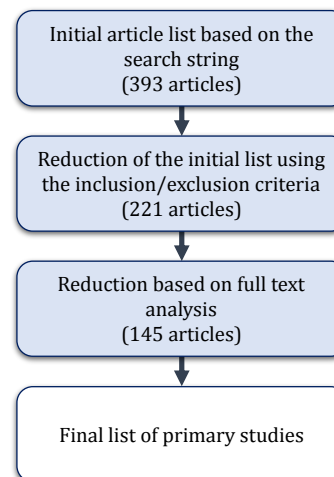 Initial article list based on the
search string
(393 articles)
Reduction of the initial list using
the inclusion/exclusion criteria
(221 articles)
Reduction based on full text
analysis
(145 articles)
Final list of primary studies